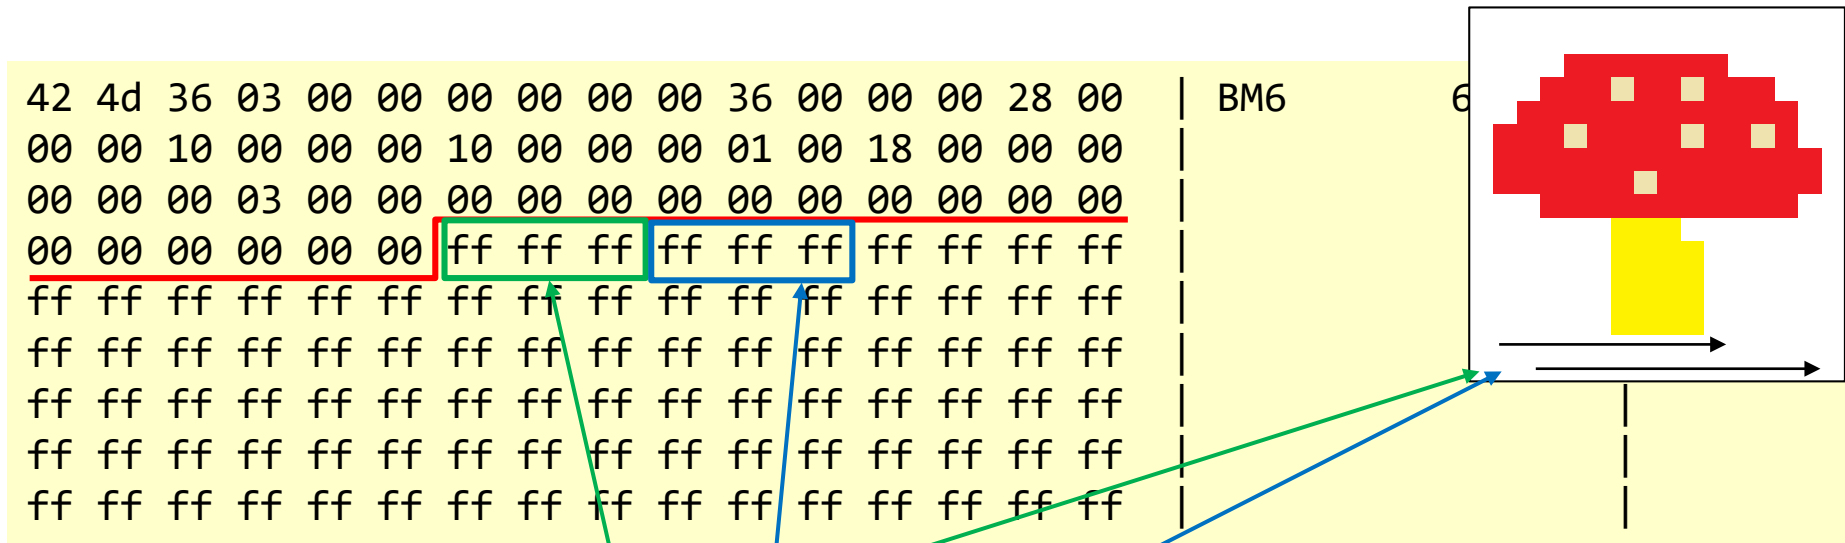 42 4d 36 03 00 00 00 00 00 00 36 00 00 00 28 00 | BM6 6
00 00 10 00 00 00 10 00 00 00 01 00 18 00 00 00 |
00 00 00 03 00 00 00 00 00 00 00 00 00 00 00 00 |
00 00 00 00 00 00 ff ff ff ff ff ff ff ff ff ff |
ff ff ff ff ff ff ff ff ff ff ff ff ff ff ff ff |
ff ff ff ff ff ff ff ff ff ff ff ff ff ff ff ff |
ff ff ff ff ff ff ff ff ff ff ff ff ff ff ff ff | |
ff ff ff ff ff ff ff ff ff ff ff ff ff ff ff ff | |
ff ff ff ff ff ff ff ff ff ff ff ff ff ff ff ff | |